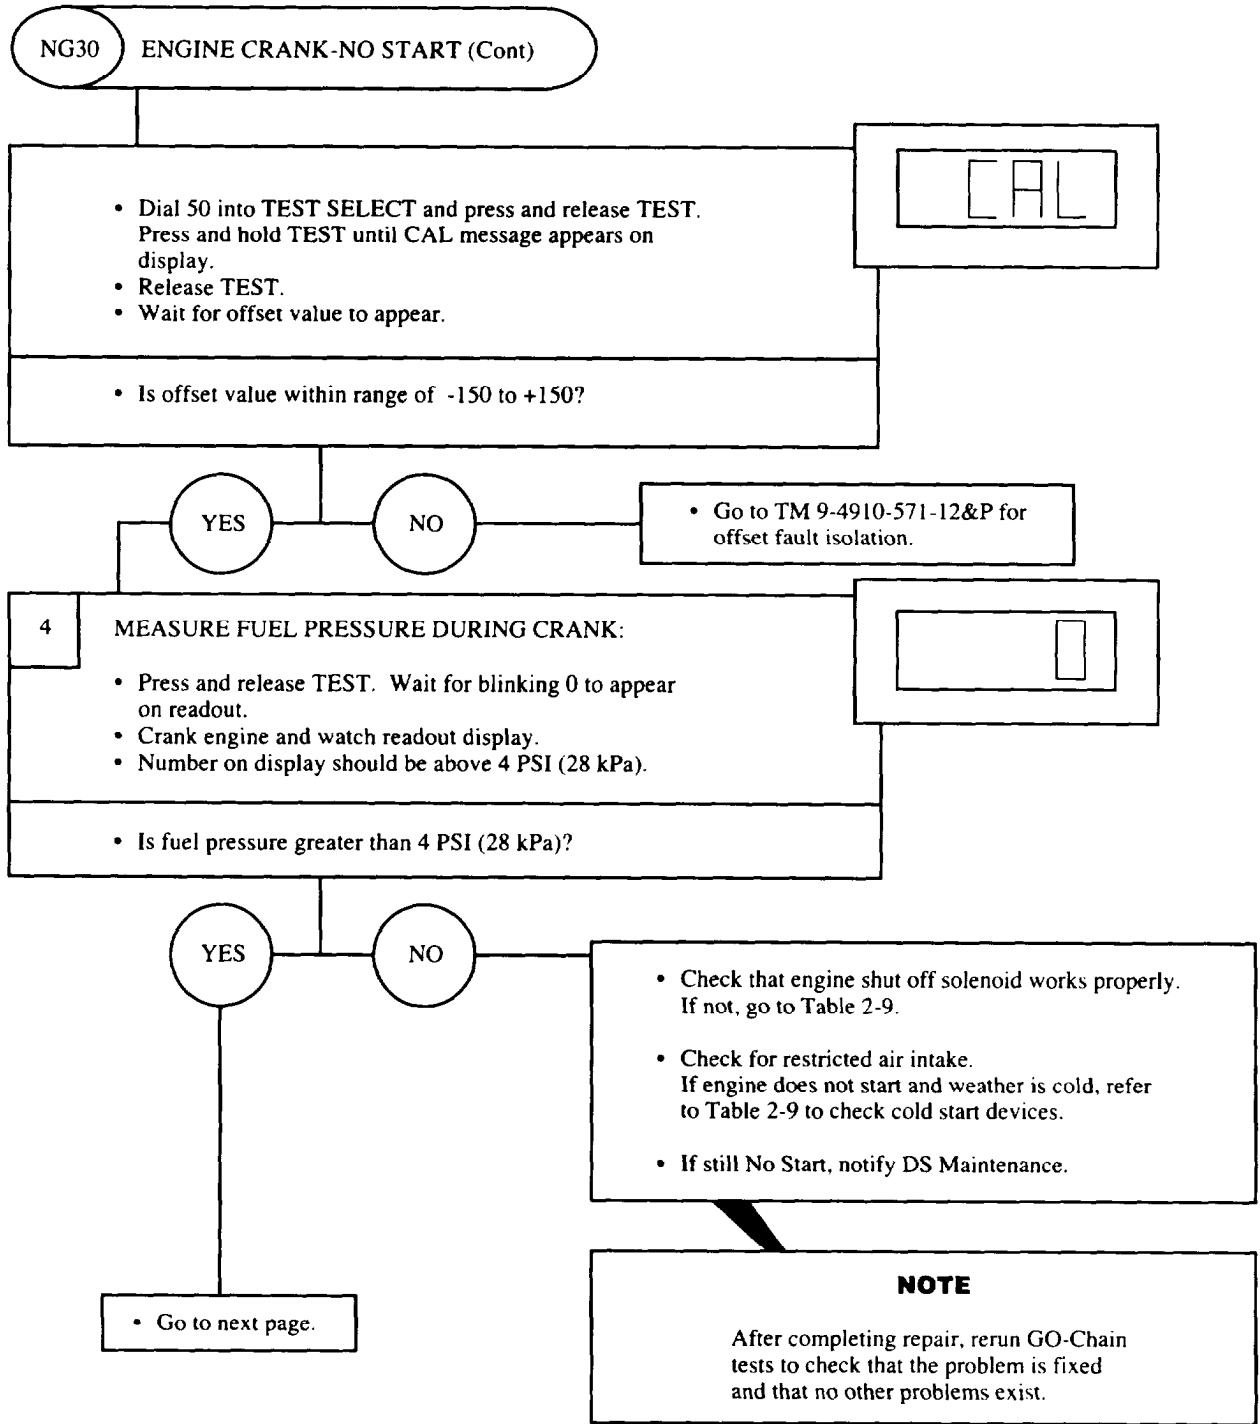 NG30 ENGINE CRANK-NO START (Cont)
• Dial 50 into TEST SELECT and press and release TEST.
Press and hold TEST until CAL message appears on
display.
• Release TEST.
• Wait for offset value to appear.
CAL
• Is offset value within range of -150 to +150?
YES
NO
• Go to TM 9-4910-571-12&P for
offset fault isolation.
4 MEASURE FUEL PRESSURE DURING CRANK:
• Press and release TEST. Wait for blinking 0 to appear
on readout.
• Crank engine and watch readout display.
• Number on display should be above 4 PSI (28 kPa).
0
• Is fuel pressure greater than 4 PSI (28 kPa)?
YES
NO
• Check that engine shut off solenoid works properly.
If not, go to Table 2-9.
• Check for restricted air intake.
If engine does not start and weather is cold, refer
to Table 2-9 to check cold start devices.
• If still No Start, notify DS Maintenance.
• Go to next page.
NOTE
After completing repair, rerun GO-Chain
tests to check that the problem is fixed
and that no other problems exist.